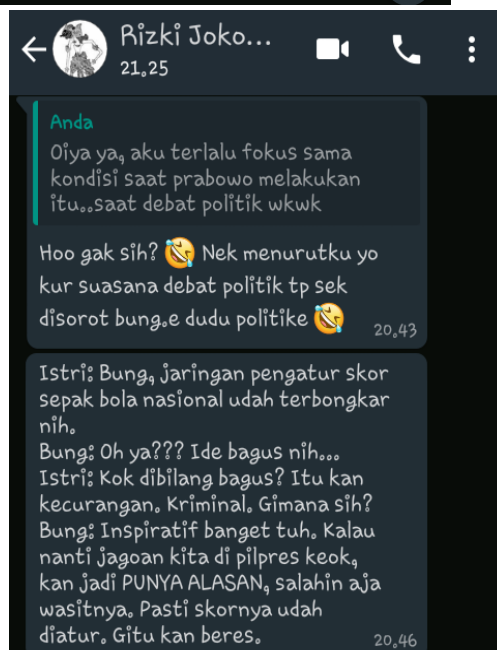 Rizki Joko...
21.25
Anda
Oiya ya, aku terlalu fokus sama
kondisi saat prabowo melakukan
itu..saat debat politik wkwk
Hoo gak sih? 🤣 Nek menurutku yo
kur suasana debat politik tp sek
disorot bung.e dudu politike 🤣
20.43
Istri: Bung, jaringan pengatur skor
sepak bola nasional udah terbongkar
nih.
Bung: Oh ya??? Ide bagus nih...
Istri: Kok dibilang bagus? Itu kan
kecurangan. Kriminal. Gimana sih?
Bung: Inspiratif banget tuh. Kalau
nanti jagoan kita di pilpres keok,
kan jadi PUNYA ALASAN, salahin aja
wasitnya. Pasti skornya udah
diatur. Gitu kan beres.
20.46